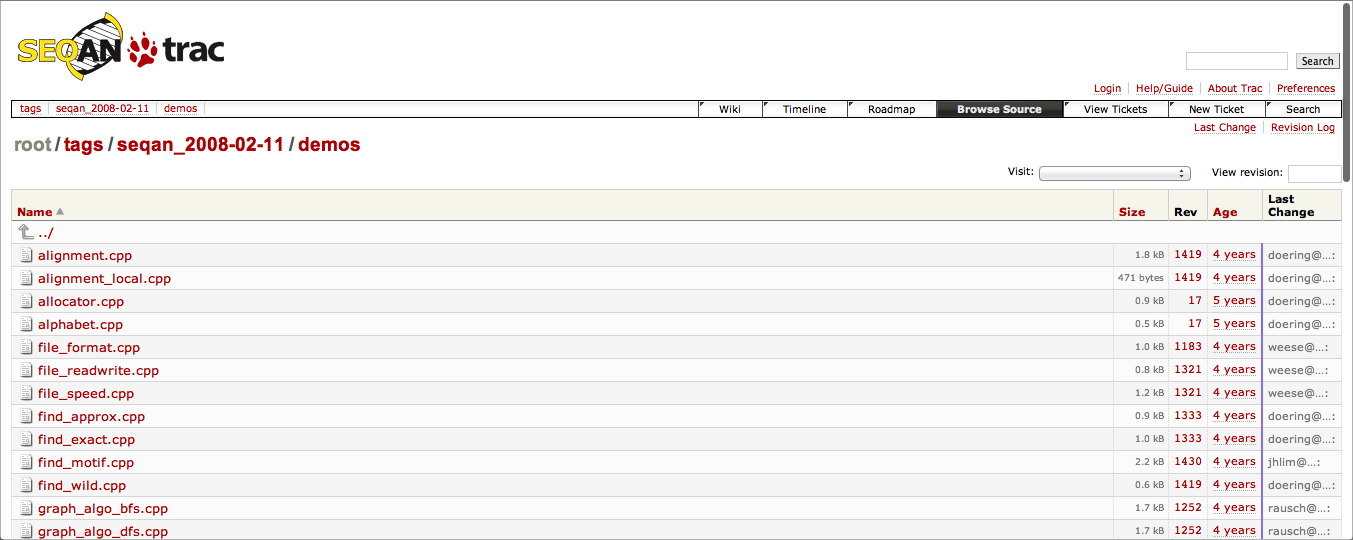 SEQAN trac
Search
Login Help/Guide About Trac Preferences
tags seqan_2008-02-11 demos Wiki Timeline Roadmap Browse Source View Tickets New Ticket Search
Last Change Revision Log
root / tags / seqan_2008-02-11 / demos
Visit: View revision:
Name Size Rev Age Last Change
../
alignment.cpp 1.8 kB 1419 4 years doering@…:
alignment_local.cpp 471 bytes 1419 4 years doering@…:
allocator.cpp 0.9 kB 17 5 years doering@…:
alphabet.cpp 0.5 kB 17 5 years doering@…:
file_format.cpp 1.0 kB 1183 4 years weese@…:
file_readwrite.cpp 0.8 kB 1321 4 years weese@…:
file_speed.cpp 1.2 kB 1321 4 years weese@…:
find_approx.cpp 0.9 kB 1333 4 years doering@…:
find_exact.cpp 1.0 kB 1333 4 years doering@…:
find_motif.cpp 2.2 kB 1430 4 years jhlim@…:
find_wild.cpp 0.6 kB 1419 4 years doering@…:
graph_algo_bfs.cpp 1.7 kB 1252 4 years rausch@…:
graph_algo_dfs.cpp 1.7 kB 1252 4 years rausch@…: